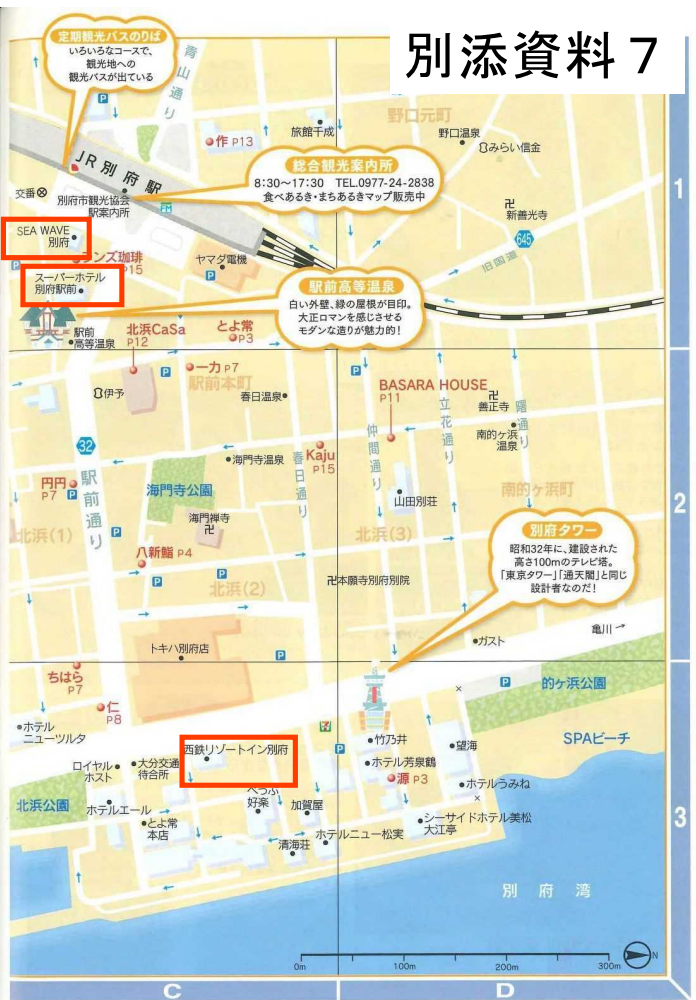 別添資料７
定期観光バスのりば
いろいろなコースで、
観光地への
観光バスが出ている
青山通り
P
作 P13
旅館千成
野口元町
野口温泉
みらい信金
JR別府駅
総合観光案内所
8:30〜17:30 TEL.0977-24-2838
食べあるき・まちあるきマップ販売中
1
交番
別府市観光協会
駅案内所
FM
卍
新善光寺
SEA WAVE
別府
645
旧国道
ヤマダ電機
P15
P
P
スーパーホテル
別府駅前
駅前高等温泉
白い外壁、緑の屋根が目印。
大正ロマンを感じさせる
モダンな造りが魅力的!
駅前
高等温泉
北浜CaSa
P12
とよ常
P3
一力 P7
P
駅前本町
P
BASARA HOUSE
P11
伊予
春日温泉
立花通り
卍
善正寺
曙通り
仲間通り
南的ヶ浜
温泉
32
駅前通り
海門寺温泉
春日通り
Kaju
P15
円円
P7
P
海門寺公園
P
山田別荘
南的ヶ浜町
2
海門禅寺
卍
北浜(1)
P
北浜(3)
別府タワー
昭和32年に、建設された
高さ100mのテレビ塔。
「東京タワー」「通天閣」と同じ
設計者なのだ!
八新鮨 P4
P
P
北浜(2)
卍本願寺別府別院
亀川→
ガスト
トキハ別府店
P
ちはら
P7
P
的ヶ浜公園
仁
P8
ホテル
ニューツルタ
西鉄リゾートイン別府
P
竹乃井
望海
SPAビーチ
ロイヤル
ホスト
大分交通
待合所
ホテル芳泉鶴
源 P3
ホテルうみね
北浜公園
ホテルエール
べっぷ
好楽
加賀屋
3
とよ常
本店
シーサイドホテル美松
大江亭
清海荘
ホテルニュー松実
別府湾
N
0m
100m
200m
300m
C
D